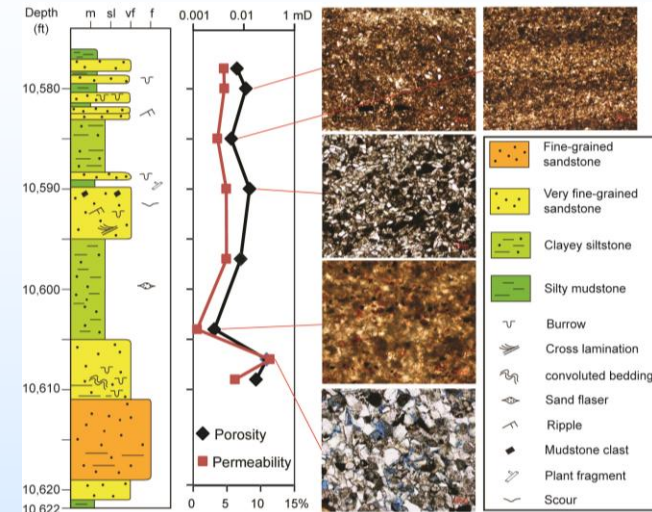 Depth
(ft)
m sl vf f
0.001 0.01 1 mD
10,580
10,590
10,600
10,610
10,620
10,622
Porosity
Permeability
0 5 10 15%
Fine-grained
sandstone
Very fine-grained
sandstone
Clayey siltstone
Silty mudstone
Burrow
Cross lamination
convoluted bedding
Sand flaser
Ripple
Mudstone clast
Plant fragment
Scour